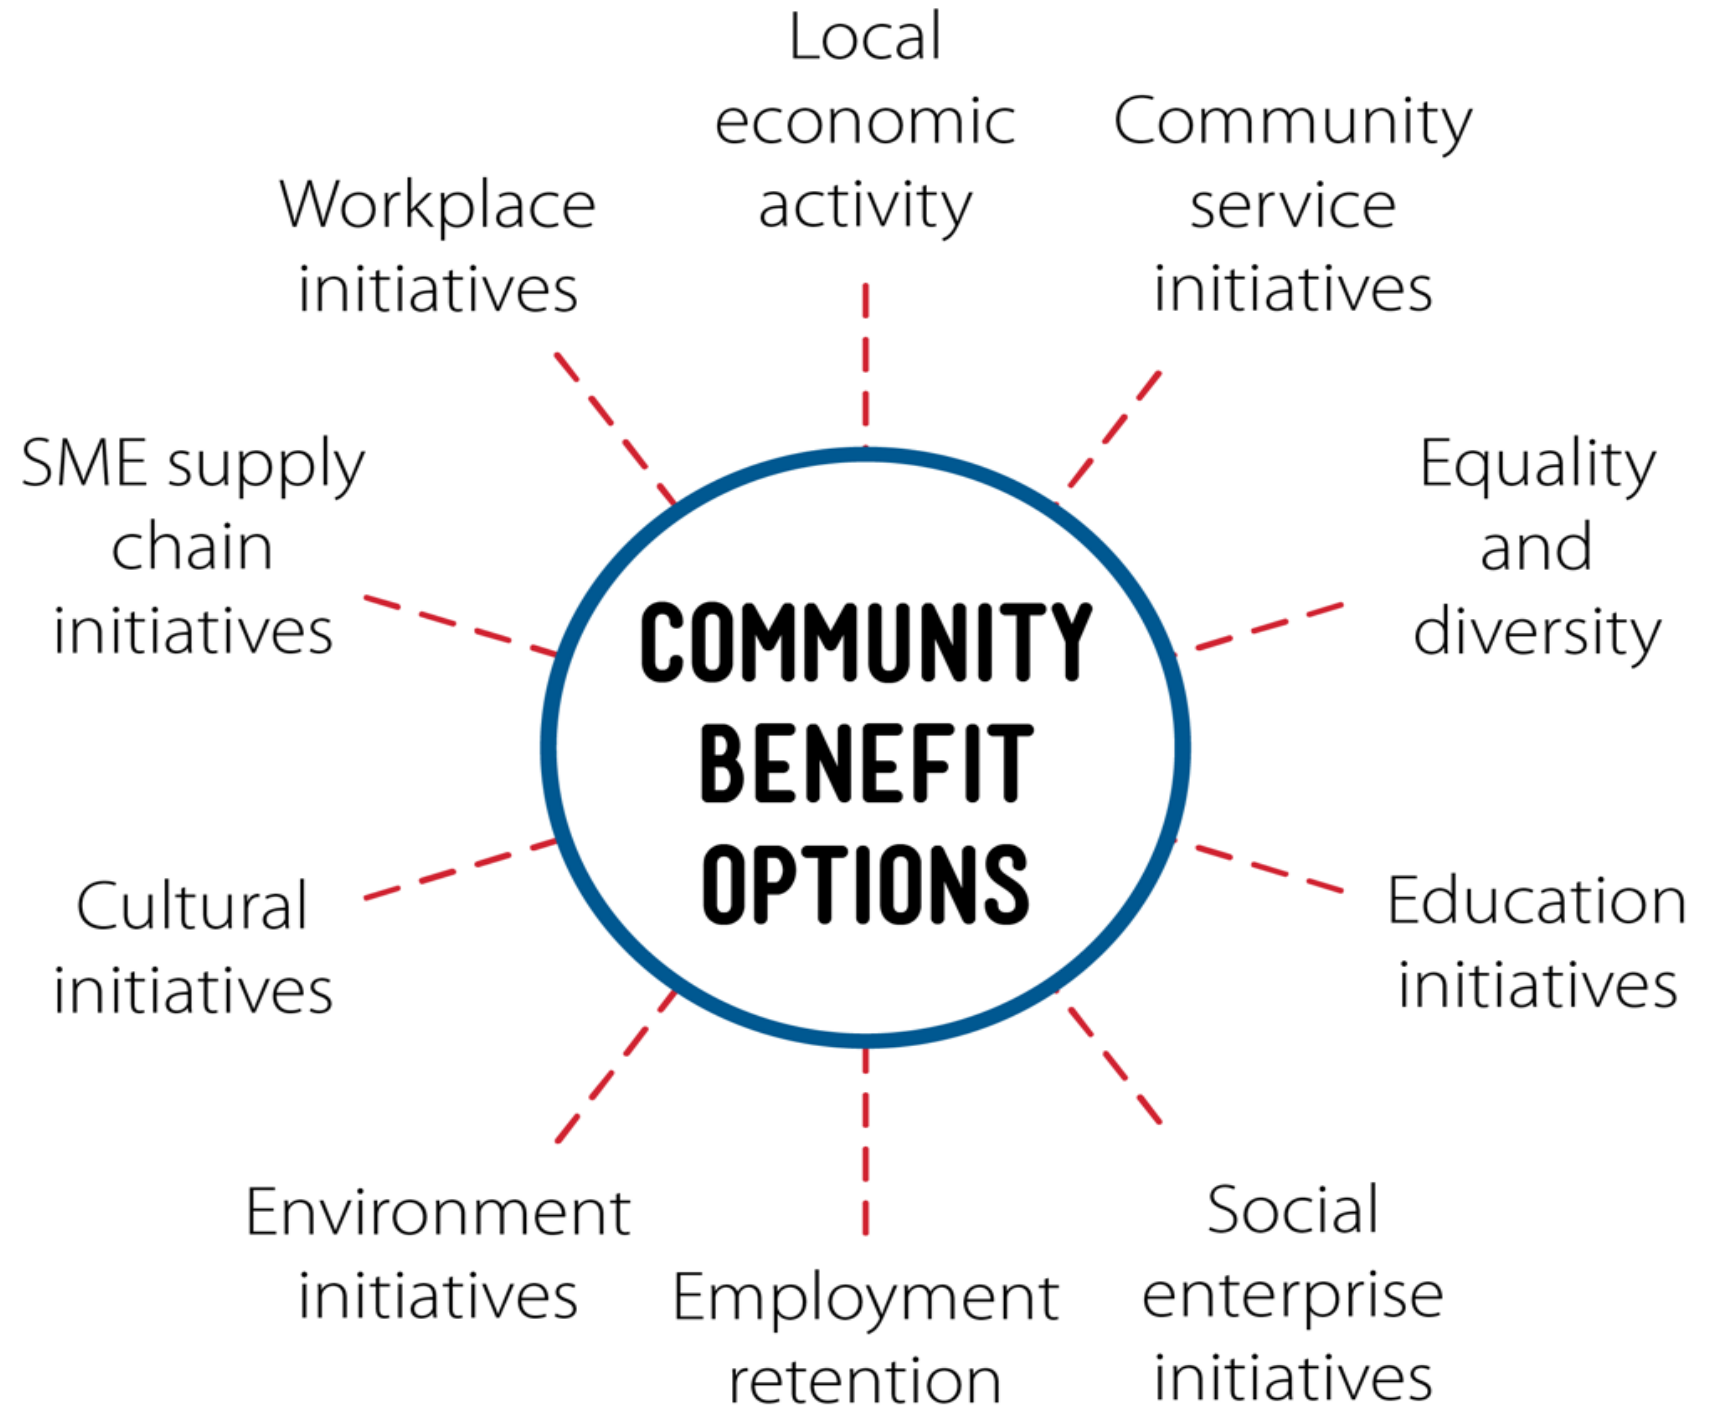 Local
economic
activity
Community
service
initiatives
Equality
and
diversity
Education
initiatives
Social
enterprise
initiatives
Employment
retention
Environment
initiatives
Cultural
initiatives
SME supply
chain
initiatives
Workplace
initiatives
COMMUNITY
BENEFIT
OPTIONS